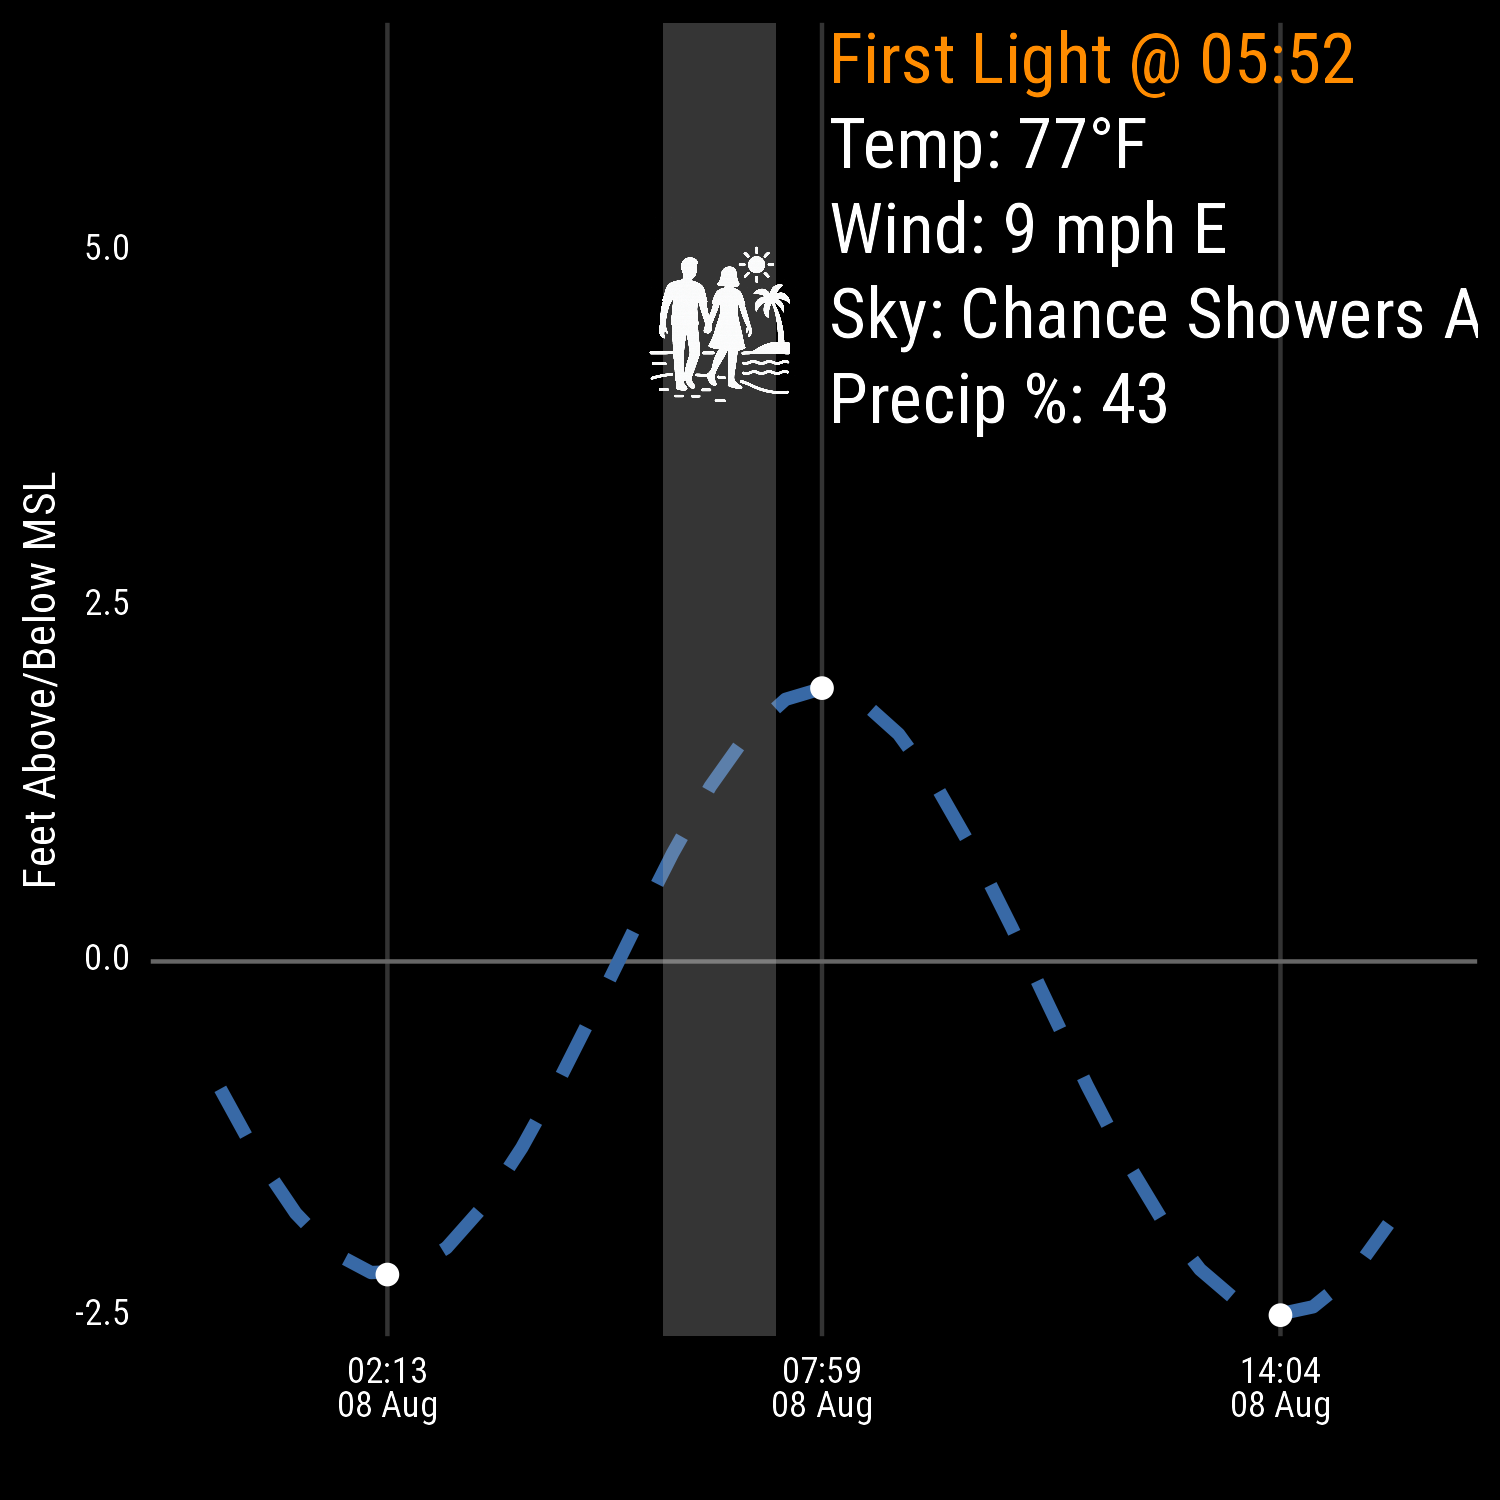 First Light @ 05:52
Temp: 77°F
Wind: 9 mph E
Sky: Chance Showers A
Precip %: 43
Feet Above/Below MSL
5.0
2.5
0.0
-2.5
02:13
08 Aug
07:59
08 Aug
14:04
08 Aug